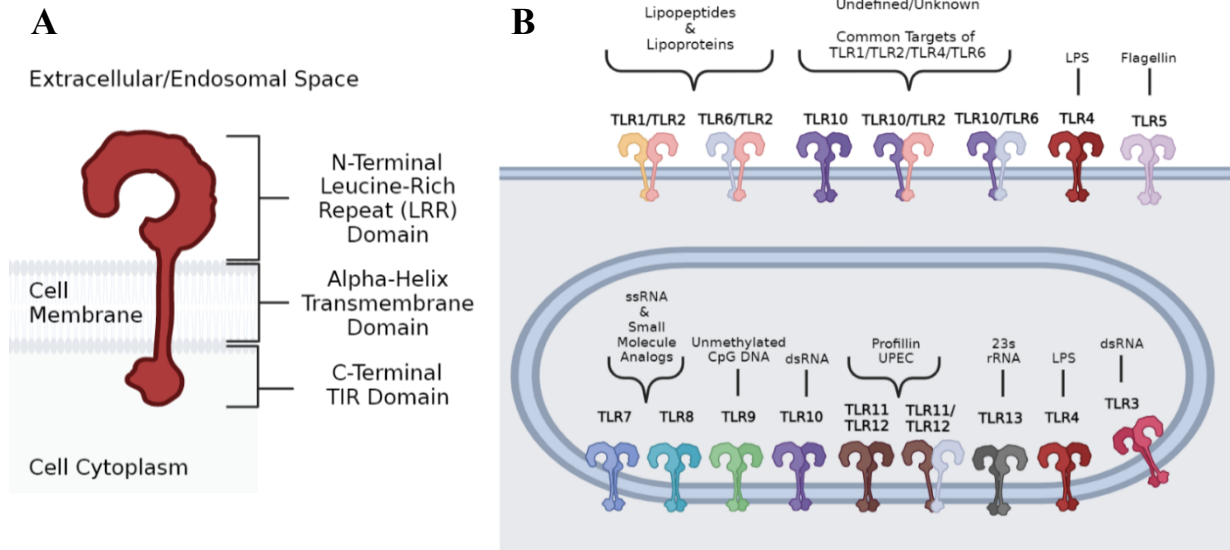 A
Extracellular/Endosomal Space
N-Terminal
Leucine-Rich
Repeat (LRR)
Domain
Cell
Membrane
Alpha-Helix
Transmembrane
Domain
C-Terminal
TIR Domain
Cell Cytoplasm
B
Lipopeptides
&
Lipoproteins
Undefined/Unknown
Common Targets of
TLR1/TLR2/TLR4/TLR6
LPS
Flagellin
TLR1/TLR2
TLR6/TLR2
TLR10
TLR10/TLR2
TLR10/TLR6
TLR4
TLR5
ssRNA
&
Small
Molecule
Analogs
Unmethylated
CpG DNA
dsRNA
Profillin
UPEC
23s
rRNA
LPS
dsRNA
TLR7
TLR8
TLR9
TLR10
TLR11
TLR12
TLR11/
TLR12
TLR13
TLR4
TLR3